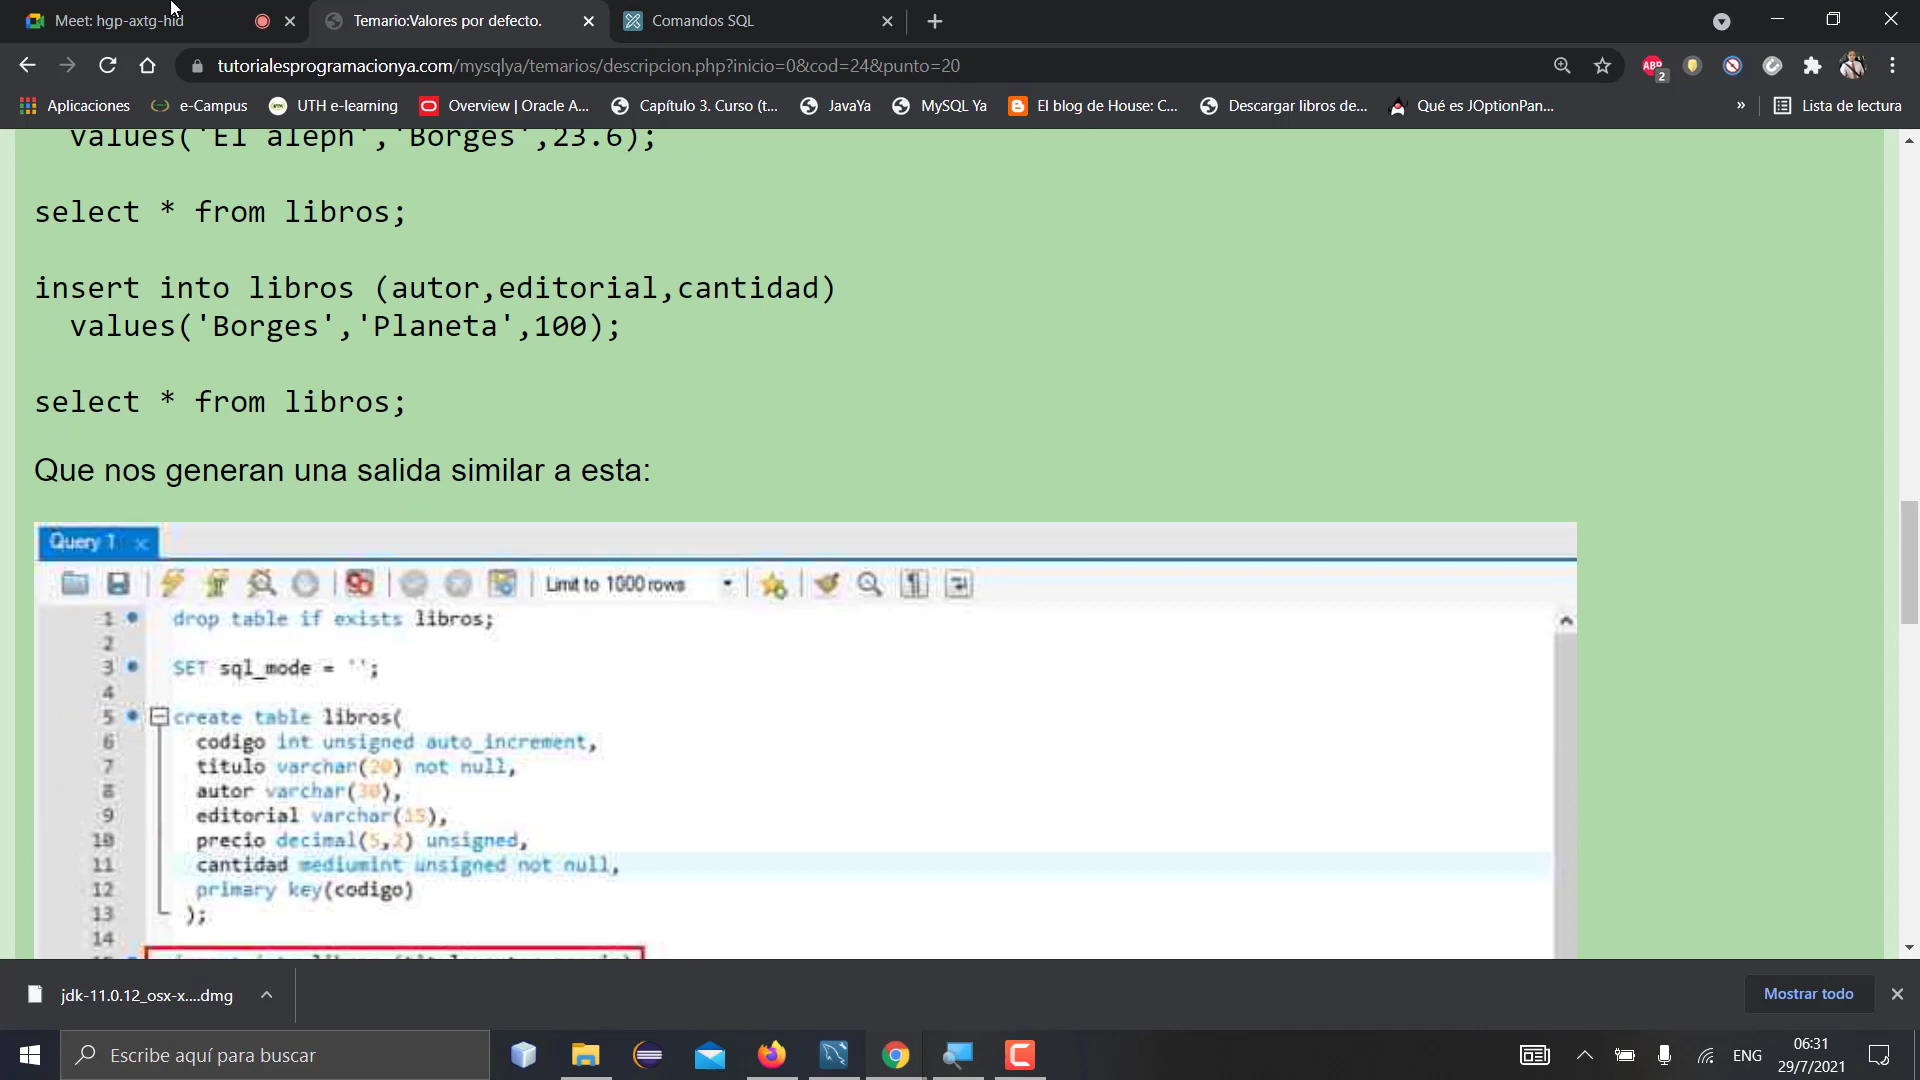 Meet: hgp-axtg-hid
Temario:Valores por defecto.
Comandos SQL
tutorialesprogramacionya.com/mysqlya/temarios/descripcion.php?inicio=0&cod=24&punto=20
ABP
2
Aplicaciones
e-Campus
UTH e-learning
Overview | Oracle A...
Capítulo 3. Curso (t...
JavaYa
MySQL Ya
El blog de House: C...
Descargar libros de...
Qué es JOptionPan...
»
Lista de lectura
values('El aleph','Borges',23.6);
select * from libros;
insert into libros (autor,editorial,cantidad)
values('Borges','Planeta',100);
select * from libros;
Que nos generan una salida similar a esta:
Query 1
Limit to 1000 rows
1 drop table if exists libros;
2
3 SET sql_mode = '';
4
5 create table libros(
6 codigo int unsigned auto_increment,
7 titulo varchar(20) not null,
8 autor varchar(30),
9 editorial varchar(15),
10 precio decimal(5,2) unsigned,
11 cantidad mediumint unsigned not null,
12 primary key(codigo)
13 );
14
jdk-11.0.12_osx-x....dmg
Mostrar todo
Escribe aquí para buscar
ENG
06:31
29/7/2021